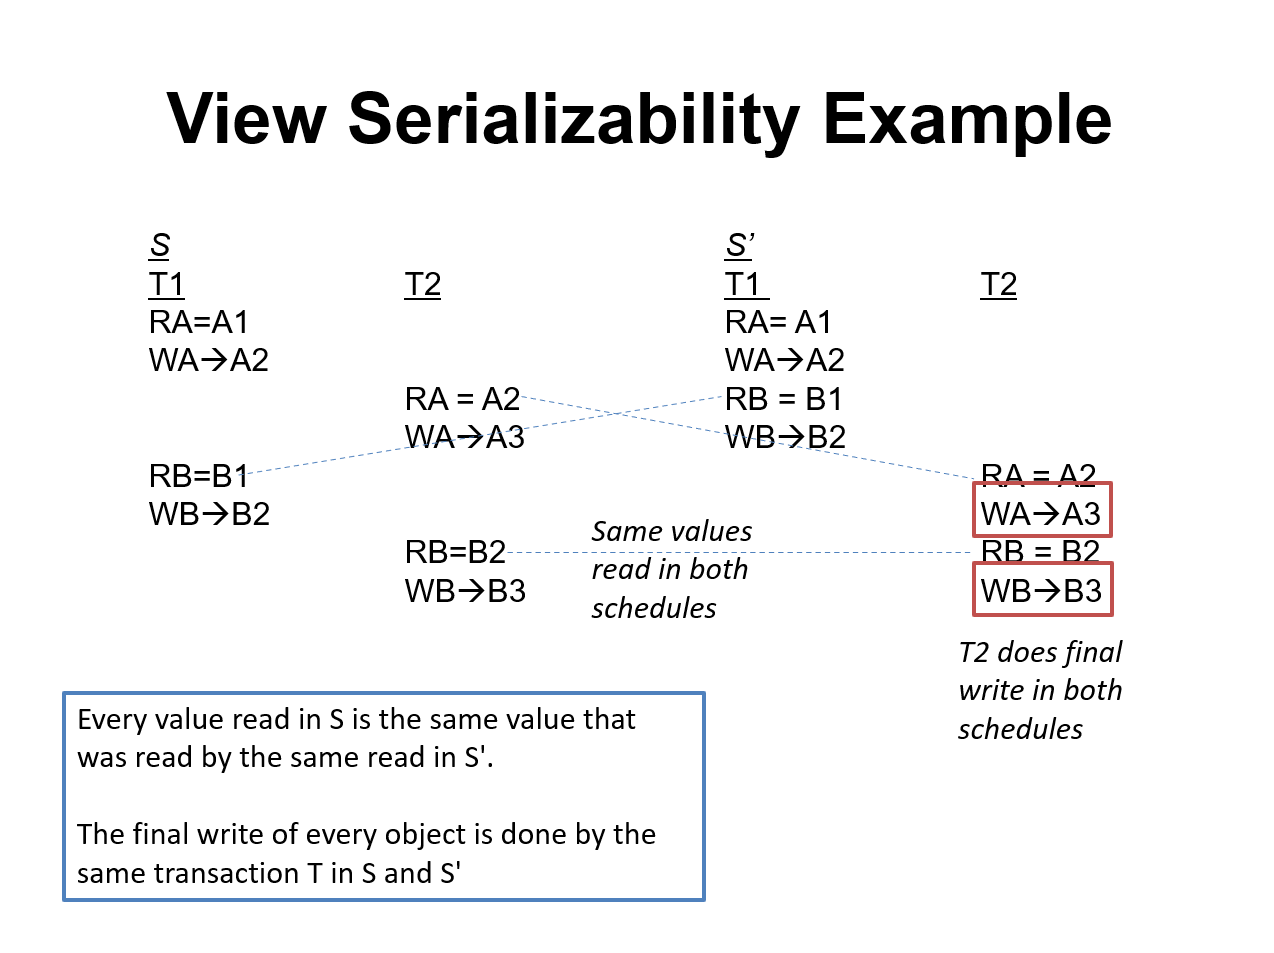 View Serializability Example
S S’
T1 T2 T1 T2
RA=A1 RA= A1
WA→A2 WA→A2
RA = A2 RB = B1
WA→A3 WB→B2
RB=B1 RA = A2
WB→B2 WA→A3
RB=B2 RB = B2
WB→B3 WB→B3
Same values
read in both
schedules
T2 does final
write in both
schedules
Every value read in S is the same value that
was read by the same read in S'.
The final write of every object is done by the
same transaction T in S and S'